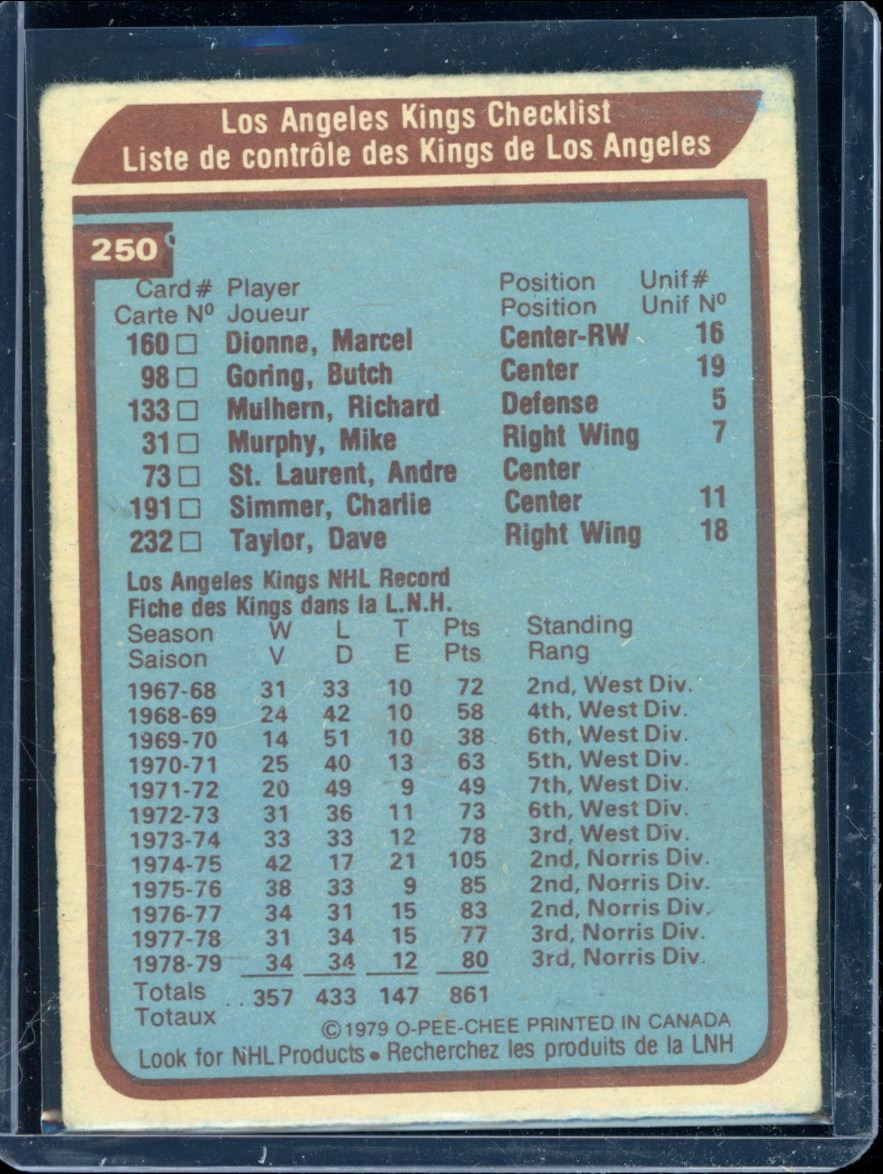 Los Angeles Kings Checklist
Liste de contrôle des Kings de Los Angeles
250
Card # Player Position Unif #
Carte Nº Joueur Position Unif Nº
160 □ Dionne, Marcel Center-RW 16
98 □ Goring, Butch Center 19
133 □ Mulhern, Richard Defense 5
31 □ Murphy, Mike Right Wing 7
73 □ St. Laurent, Andre Center
191 □ Simmer, Charlie Center 11
232 □ Taylor, Dave Right Wing 18
Los Angeles Kings NHL Record
Fiche des Kings dans la L.N.H.
Season W L T Pts Standing
Saison V D E Pts Rang
1967-68 31 33 10 72 2nd, West Div.
1968-69 24 42 10 58 4th, West Div.
1969-70 14 51 10 38 6th, West Div.
1970-71 25 40 13 63 5th, West Div.
1971-72 20 49 9 49 7th, West Div.
1972-73 31 36 11 73 6th, West Div.
1973-74 33 33 12 78 3rd, West Div.
1974-75 42 17 21 105 2nd, Norris Div.
1975-76 38 33 9 85 2nd, Norris Div.
1976-77 34 31 15 83 2nd, Norris Div.
1977-78 31 34 15 77 3rd, Norris Div.
1978-79 34 34 12 80 3rd, Norris Div.
Totals .. 357 433 147 861
Totaux
©1979 O-PEE-CHEE PRINTED IN CANADA
Look for NHL Products • Recherchez les produits de la LNH